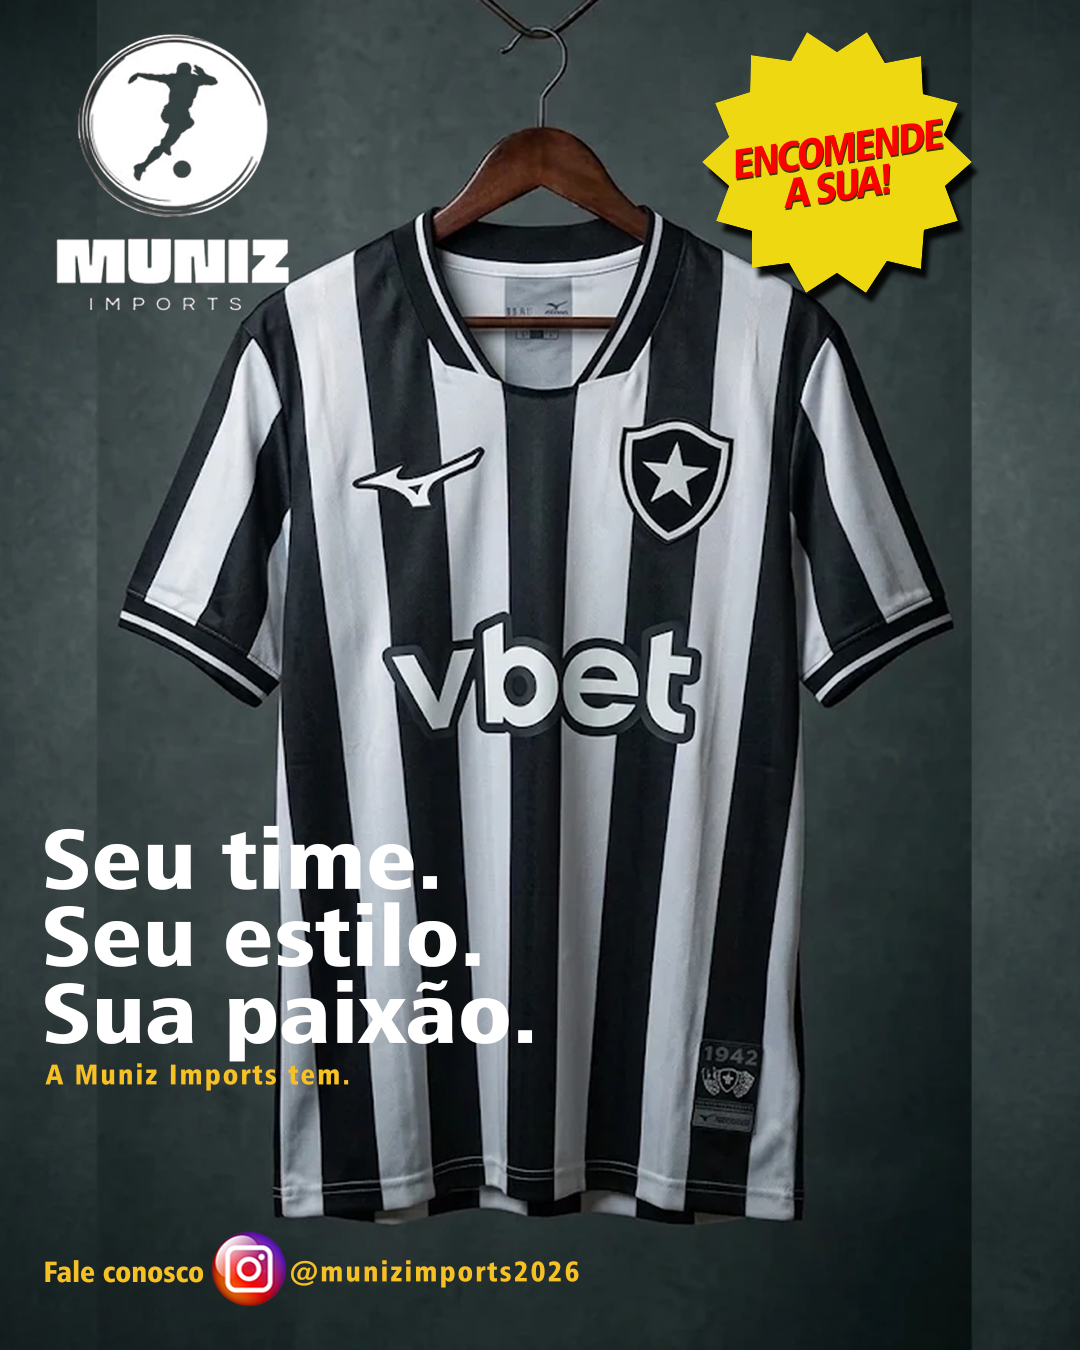 MUNIZ
IMPORTS
ENCOMENDE
A SUA!
vbet
Seu time.
Seu estilo.
Sua paixão.
A Muniz Imports tem.
1942
Fale conosco @munizimports2026